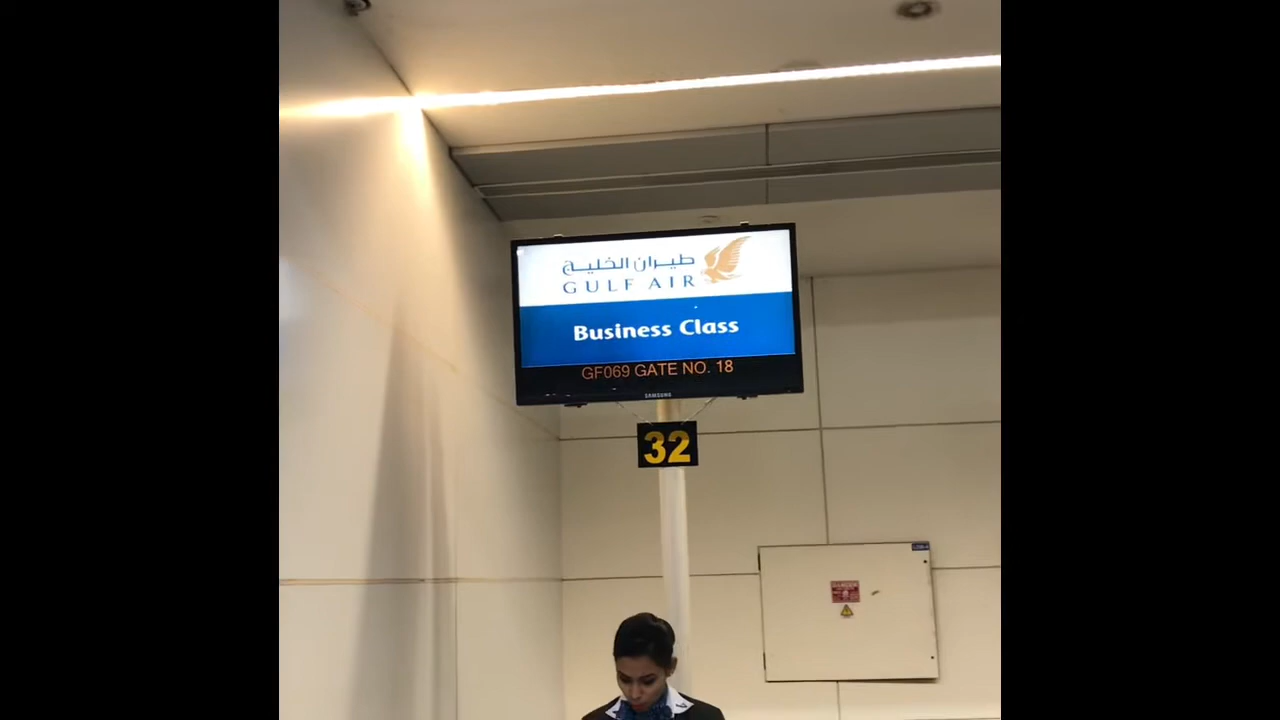 طيران الخليج
GULF AIR
Business Class
GF069 GATE NO. 18
SAMSUNG
32